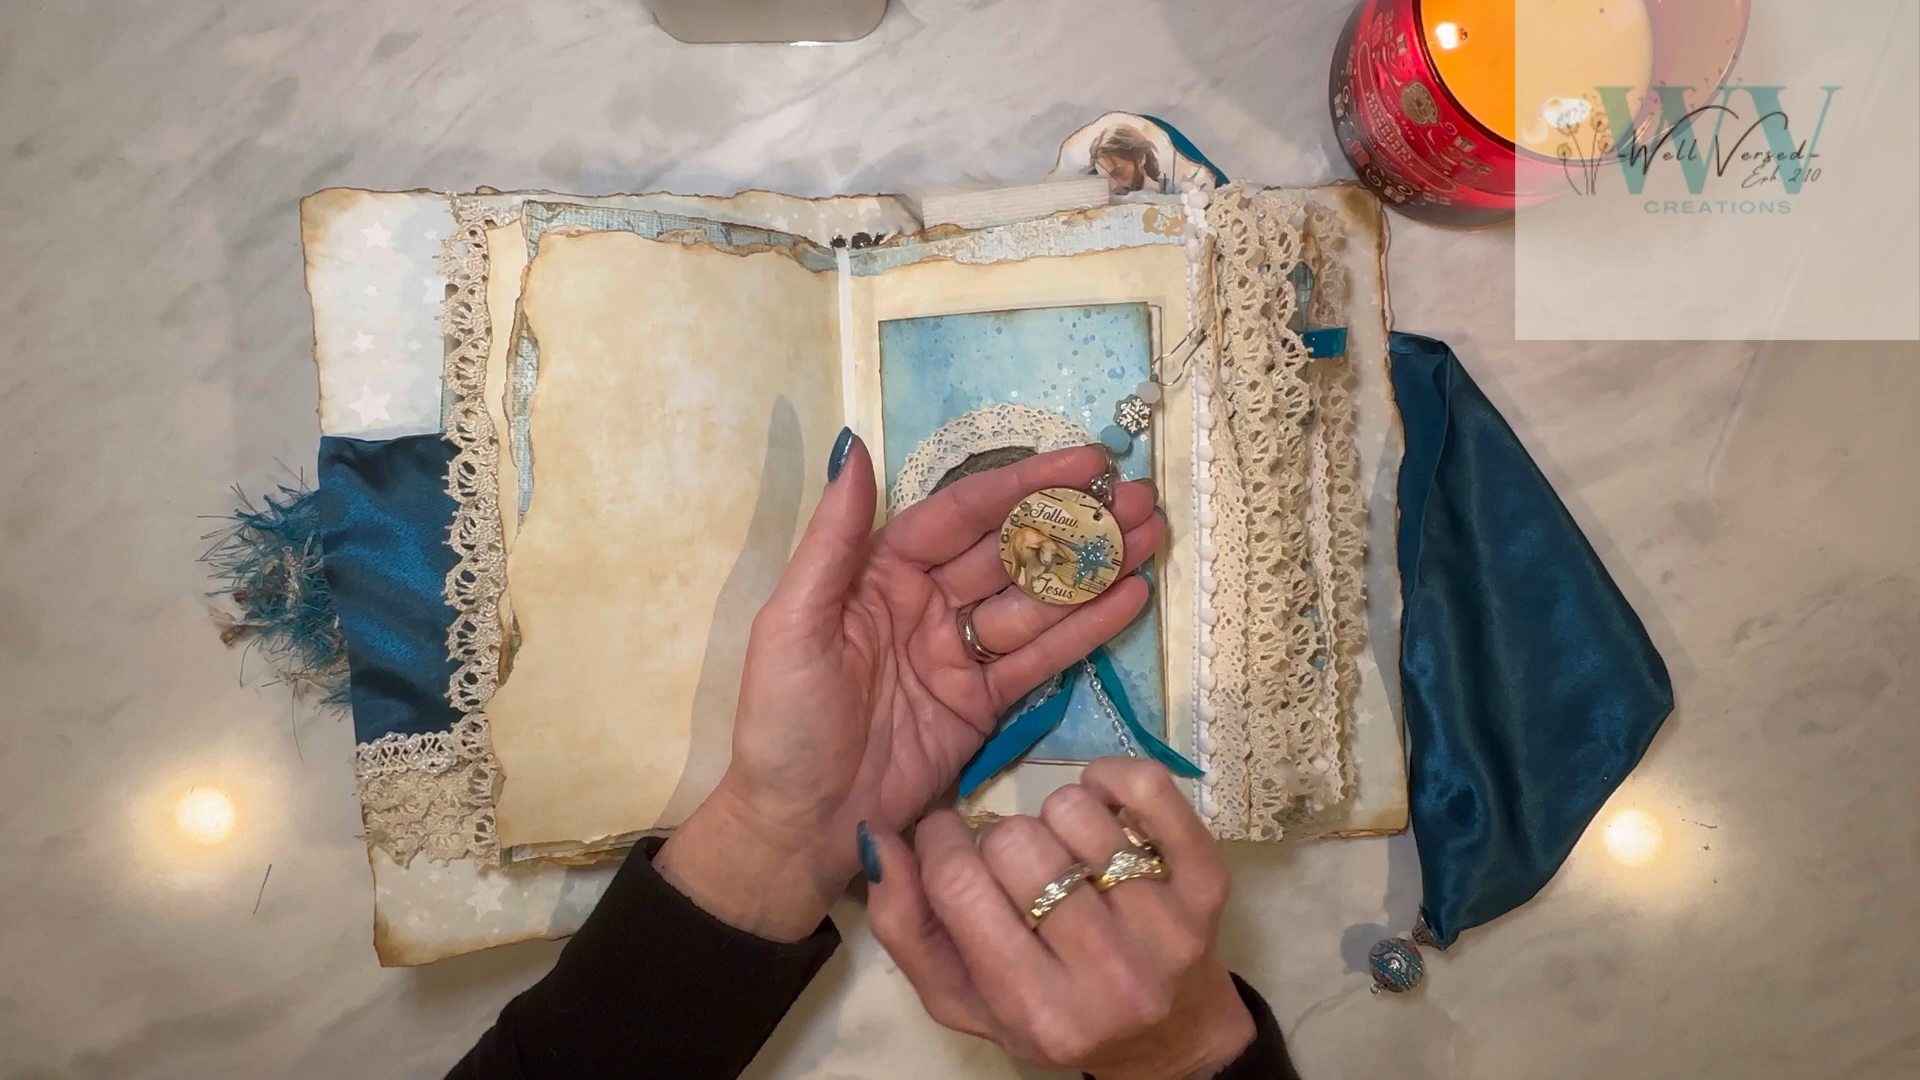 WV
Well Versed
Eph 2:10
CREATIONS
Follow
Jesus